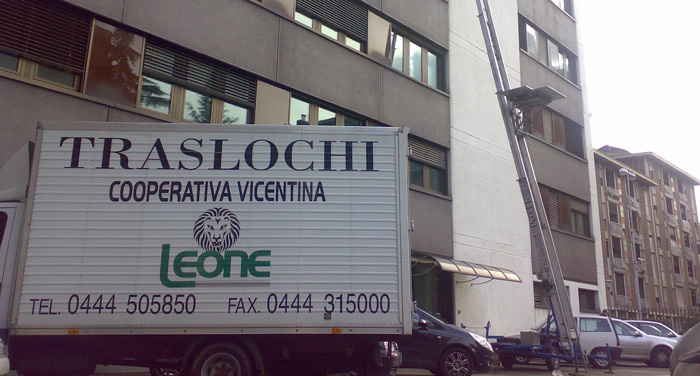 TRASLOCHI
COOPERATIVA VICENTINA
Leone
TEL. 0444 505850 FAX. 0444 315000